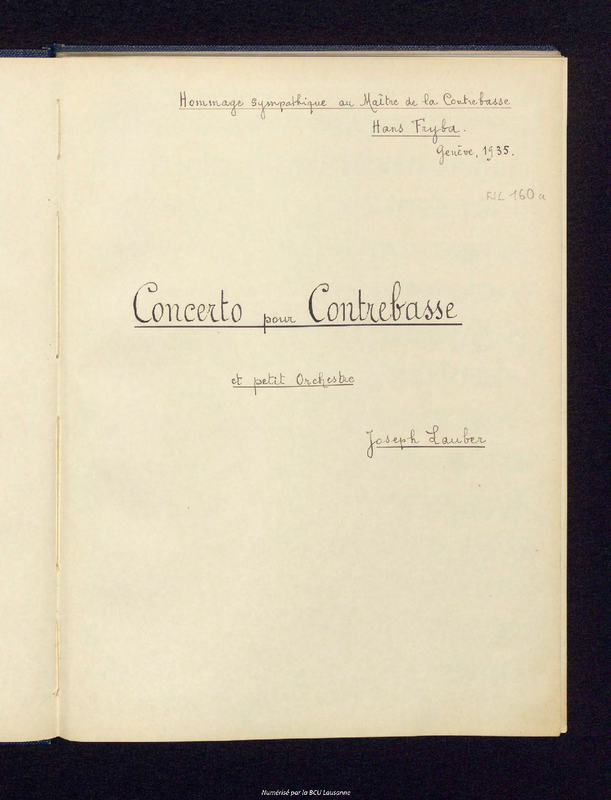 Hommage sympathique au Maître de la Contrebasse
Hans Fryba.
Genève, 1935.
FJL 160 a
Concerto pour Contrebasse
et petit Orchestre
Joseph Lauber
Numérisé par la BCU Lausanne